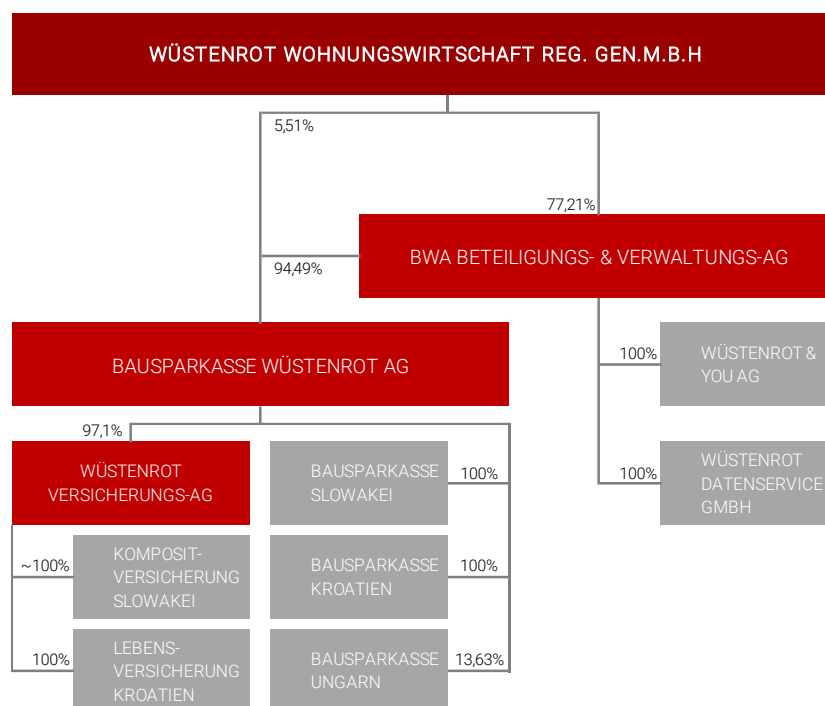 WÜSTENROT WOHNUNGSWIRTSCHAFT REG. GEN.M.B.H
5,51%
77,21%
BWA BETEILIGUNGS- & VERWALTUNGS-AG
94,49%
BAUSPARKASSE WÜSTENROT AG
100%
WÜSTENROT &
YOU AG
97,1%
WÜSTENROT
VERSICHERUNGS-AG
BAUSPARKASSE
SLOWAKEI
100%
100%
WÜSTENROT
DATENSERVICE
GMBH
~100%
KOMPOSIT-
VERSICHERUNG
SLOWAKEI
BAUSPARKASSE
KROATIEN
100%
100%
LEBENS-
VERSICHERUNG
KROATIEN
BAUSPARKASSE
UNGARN
13,63%